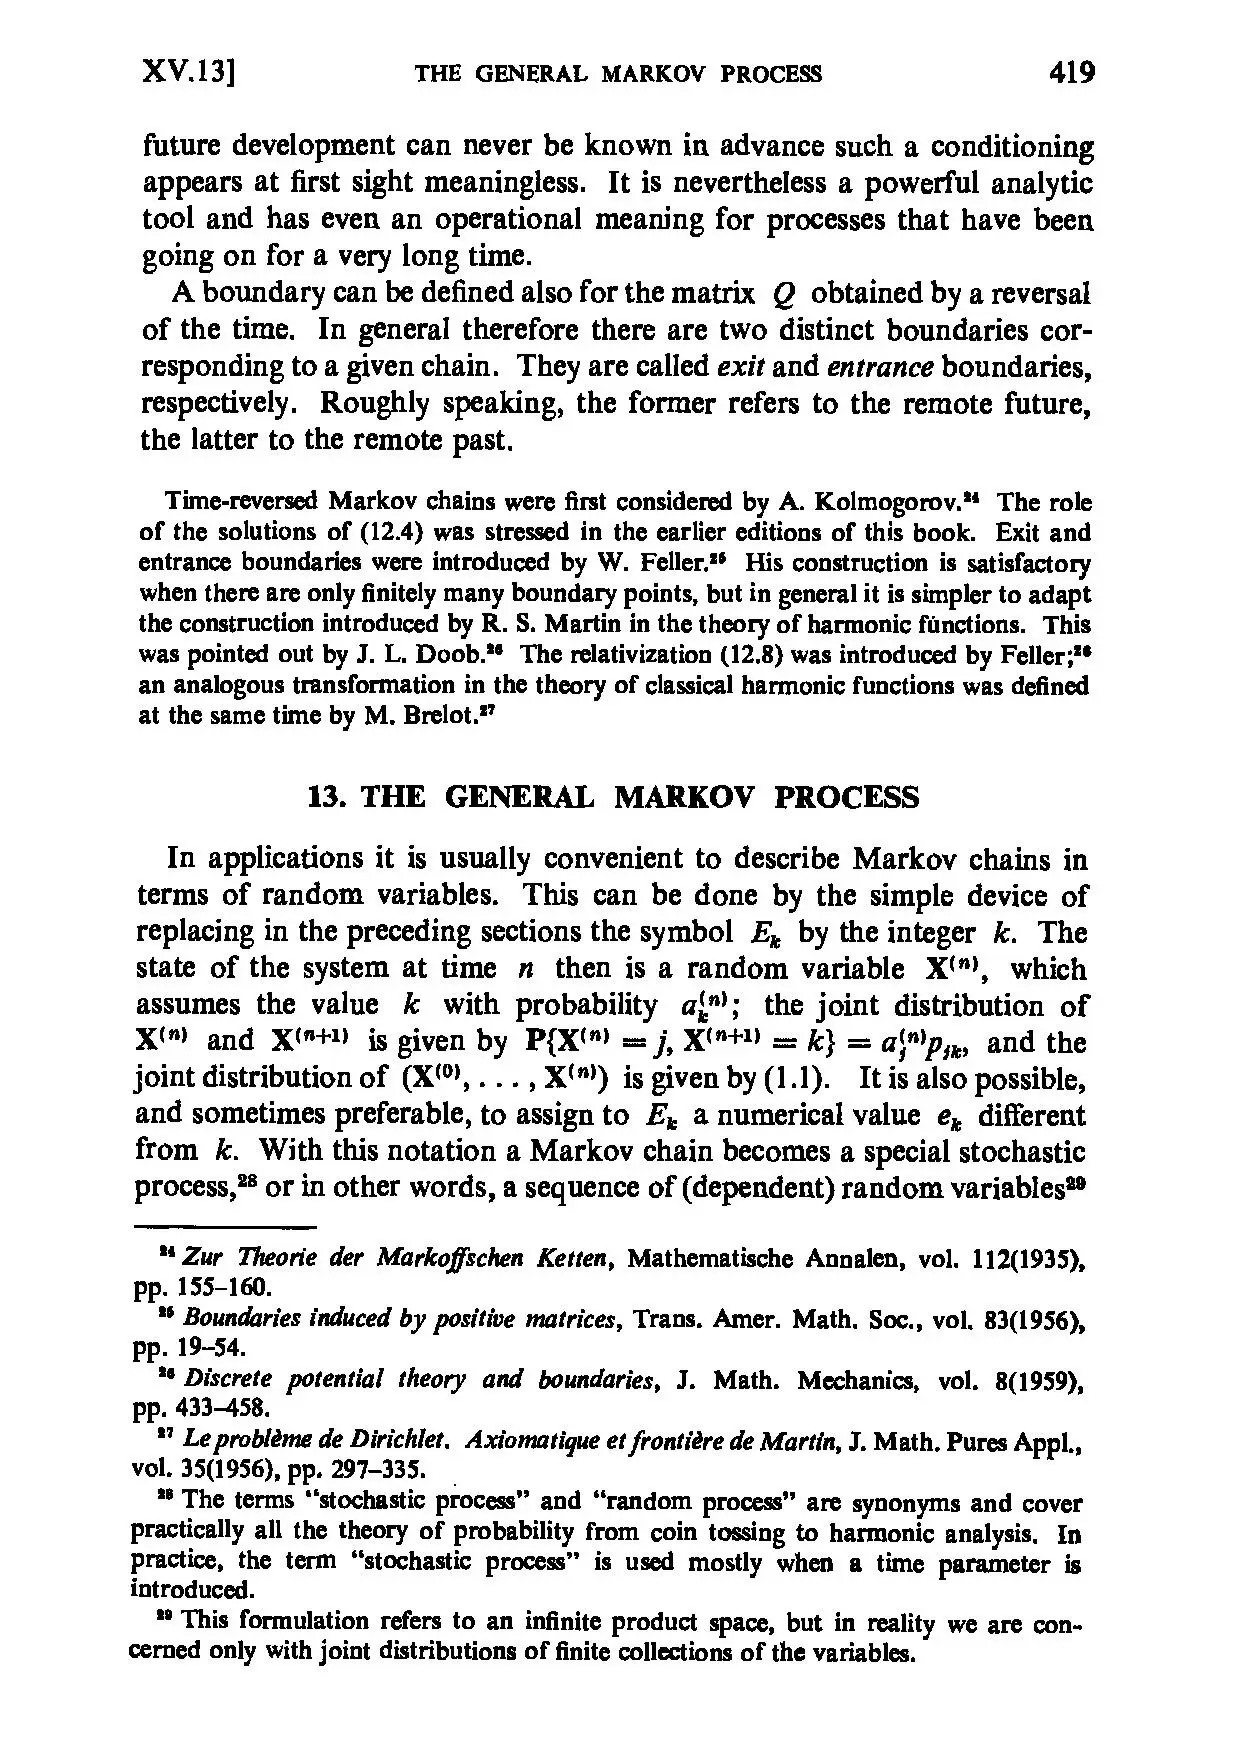 XV.13] THE GENERAL MARKOV PROCESS 419
future development can never be known in advance such a conditioning
appears at first sight meaningless. It is nevertheless a powerful analytic
tool and has even an operational meaning for processes that have been
going on for a very long time.
A boundary can be defined also for the matrix Q obtained by a reversal
of the time. In general therefore there are two distinct boundaries cor-
responding to a given chain. They are called exit and entrance boundaries,
respectively. Roughly speaking, the former refers to the remote future,
the latter to the remote past.
Time-reversed Markov chains were first considered by A. Kolmogorov.²⁴ The role
of the solutions of (12.4) was stressed in the earlier editions of this book. Exit and
entrance boundaries were introduced by W. Feller.²⁵ His construction is satisfactory
when there are only finitely many boundary points, but in general it is simpler to adapt
the construction introduced by R. S. Martin in the theory of harmonic functions. This
was pointed out by J. L. Doob.²⁶ The relativization (12.8) was introduced by Feller;²⁶
an analogous transformation in the theory of classical harmonic functions was defined
at the same time by M. Brelot.²⁷
13. THE GENERAL MARKOV PROCESS
In applications it is usually convenient to describe Markov chains in
terms of random variables. This can be done by the simple device of
replacing in the preceding sections the symbol Eₖ by the integer k. The
state of the system at time n then is a random variable X⁽ⁿ⁾, which
assumes the value k with probability aₖ⁽ⁿ⁾; the joint distribution of
X⁽ⁿ⁾ and X⁽ⁿ⁺¹⁾ is given by P{X⁽ⁿ⁾ = j, X⁽ⁿ⁺¹⁾ = k} = aⱼ⁽ⁿ⁾pⱼₖ, and the
joint distribution of (X⁽⁰⁾, . . . , X⁽ⁿ⁾) is given by (1.1). It is also possible,
and sometimes preferable, to assign to Eₖ a numerical value eₖ different
from k. With this notation a Markov chain becomes a special stochastic
process,²⁸ or in other words, a sequence of (dependent) random variables²⁹
²⁴ Zur Theorie der Markoffschen Ketten, Mathematische Annalen, vol. 112(1935),
pp. 155–160.
²⁵ Boundaries induced by positive matrices, Trans. Amer. Math. Soc., vol. 83(1956),
pp. 19–54.
²⁶ Discrete potential theory and boundaries, J. Math. Mechanics, vol. 8(1959),
pp. 433–458.
²⁷ Le problème de Dirichlet. Axiomatique et frontière de Martin, J. Math. Pures Appl.,
vol. 35(1956), pp. 297–335.
²⁸ The terms "stochastic process" and "random process" are synonyms and cover
practically all the theory of probability from coin tossing to harmonic analysis. In
practice, the term "stochastic process" is used mostly when a time parameter is
introduced.
²⁹ This formulation refers to an infinite product space, but in reality we are con-
cerned only with joint distributions of finite collections of the variables.